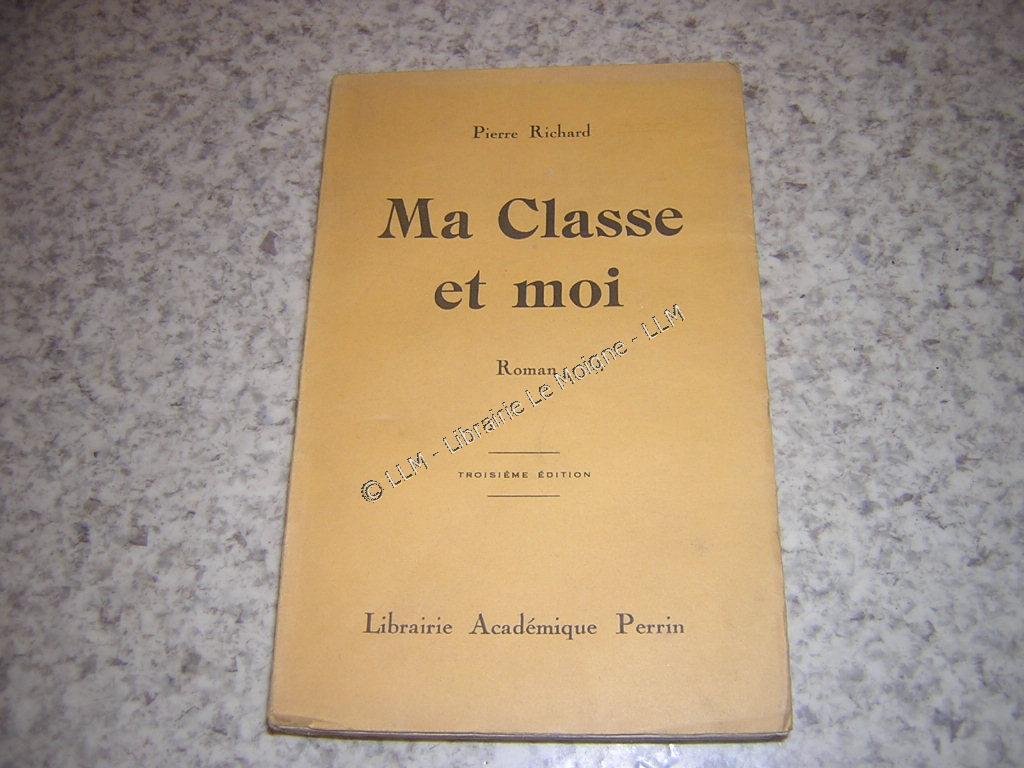 Pierre Richard
Ma Classe
et moi
Roman
© LLM - Librairie Le Moigne - LLM
TROISIÈME ÉDITION
Librairie Académique Perrin